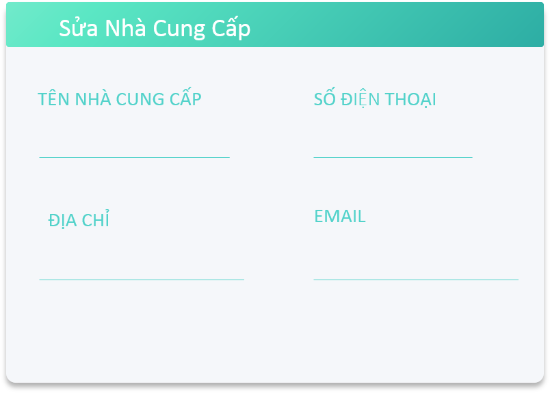 Sửa Nhà Cung Cấp
TÊN NHÀ CUNG CẤP
SỐ ĐIỆN THOẠI
ĐỊA CHỈ
EMAIL